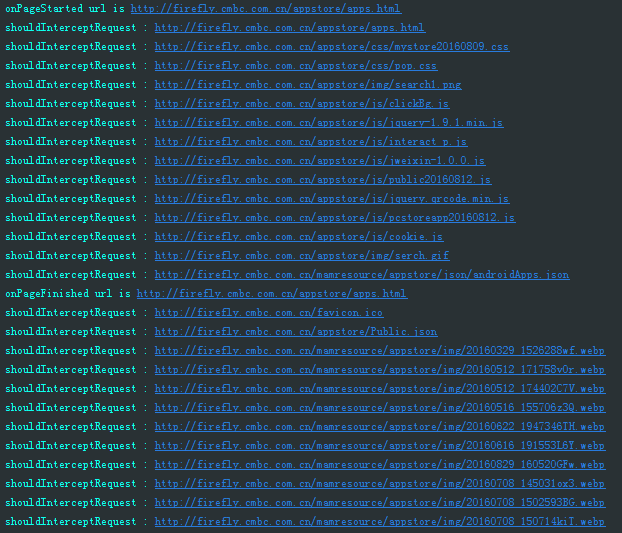 onPageStarted url is http://firefly.cmbc.com.cn/appstore/apps.html
shouldInterceptRequest : http://firefly.cmbc.com.cn/appstore/apps.html
shouldInterceptRequest : http://firefly.cmbc.com.cn/appstore/css/mystore20160809.css
shouldInterceptRequest : http://firefly.cmbc.com.cn/appstore/css/pop.css
shouldInterceptRequest : http://firefly.cmbc.com.cn/appstore/img/search1.png
shouldInterceptRequest : http://firefly.cmbc.com.cn/appstore/js/clickBg.js
shouldInterceptRequest : http://firefly.cmbc.com.cn/appstore/js/jquery-1.9.1.min.js
shouldInterceptRequest : http://firefly.cmbc.com.cn/appstore/js/interact_p.js
shouldInterceptRequest : http://firefly.cmbc.com.cn/appstore/js/jweixin-1.0.0.js
shouldInterceptRequest : http://firefly.cmbc.com.cn/appstore/js/public20160812.js
shouldInterceptRequest : http://firefly.cmbc.com.cn/appstore/js/jquery.qrcode.min.js
shouldInterceptRequest : http://firefly.cmbc.com.cn/appstore/js/pcstoreapp20160812.js
shouldInterceptRequest : http://firefly.cmbc.com.cn/appstore/js/cookie.js
shouldInterceptRequest : http://firefly.cmbc.com.cn/appstore/img/serch.gif
shouldInterceptRequest : http://firefly.cmbc.com.cn/mamresource/appstore/json/androidApps.json
onPageFinished url is http://firefly.cmbc.com.cn/appstore/apps.html
shouldInterceptRequest : http://firefly.cmbc.com.cn/favicon.ico
shouldInterceptRequest : http://firefly.cmbc.com.cn/appstore/Public.json
shouldInterceptRequest : http://firefly.cmbc.com.cn/mamresource/appstore/img/20160329_1526288wf.webp
shouldInterceptRequest : http://firefly.cmbc.com.cn/mamresource/appstore/img/20160512_171758vOr.webp
shouldInterceptRequest : http://firefly.cmbc.com.cn/mamresource/appstore/img/20160512_174402C7V.webp
shouldInterceptRequest : http://firefly.cmbc.com.cn/mamresource/appstore/img/20160516_155706z3Q.webp
shouldInterceptRequest : http://firefly.cmbc.com.cn/mamresource/appstore/img/20160622_1947346TH.webp
shouldInterceptRequest : http://firefly.cmbc.com.cn/mamresource/appstore/img/20160616_191553L6Y.webp
shouldInterceptRequest : http://firefly.cmbc.com.cn/mamresource/appstore/img/20160829_160520GFw.webp
shouldInterceptRequest : http://firefly.cmbc.com.cn/mamresource/appstore/img/20160708_145031ox3.webp
shouldInterceptRequest : http://firefly.cmbc.com.cn/mamresource/appstore/img/20160708_1502593BG.webp
shouldInterceptRequest : http://firefly.cmbc.com.cn/mamresource/appstore/img/20160708_150714kiT.webp